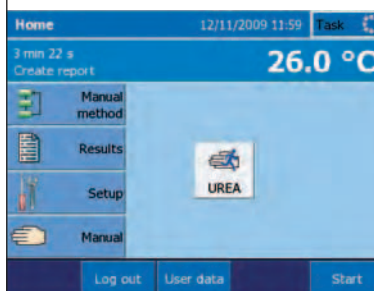 Home 12/11/2009 11:59 Task
3 min 22 s
Create report 26.0 °C
Manual
method
Results
Setup
Manual
UREA
Log out User data Start